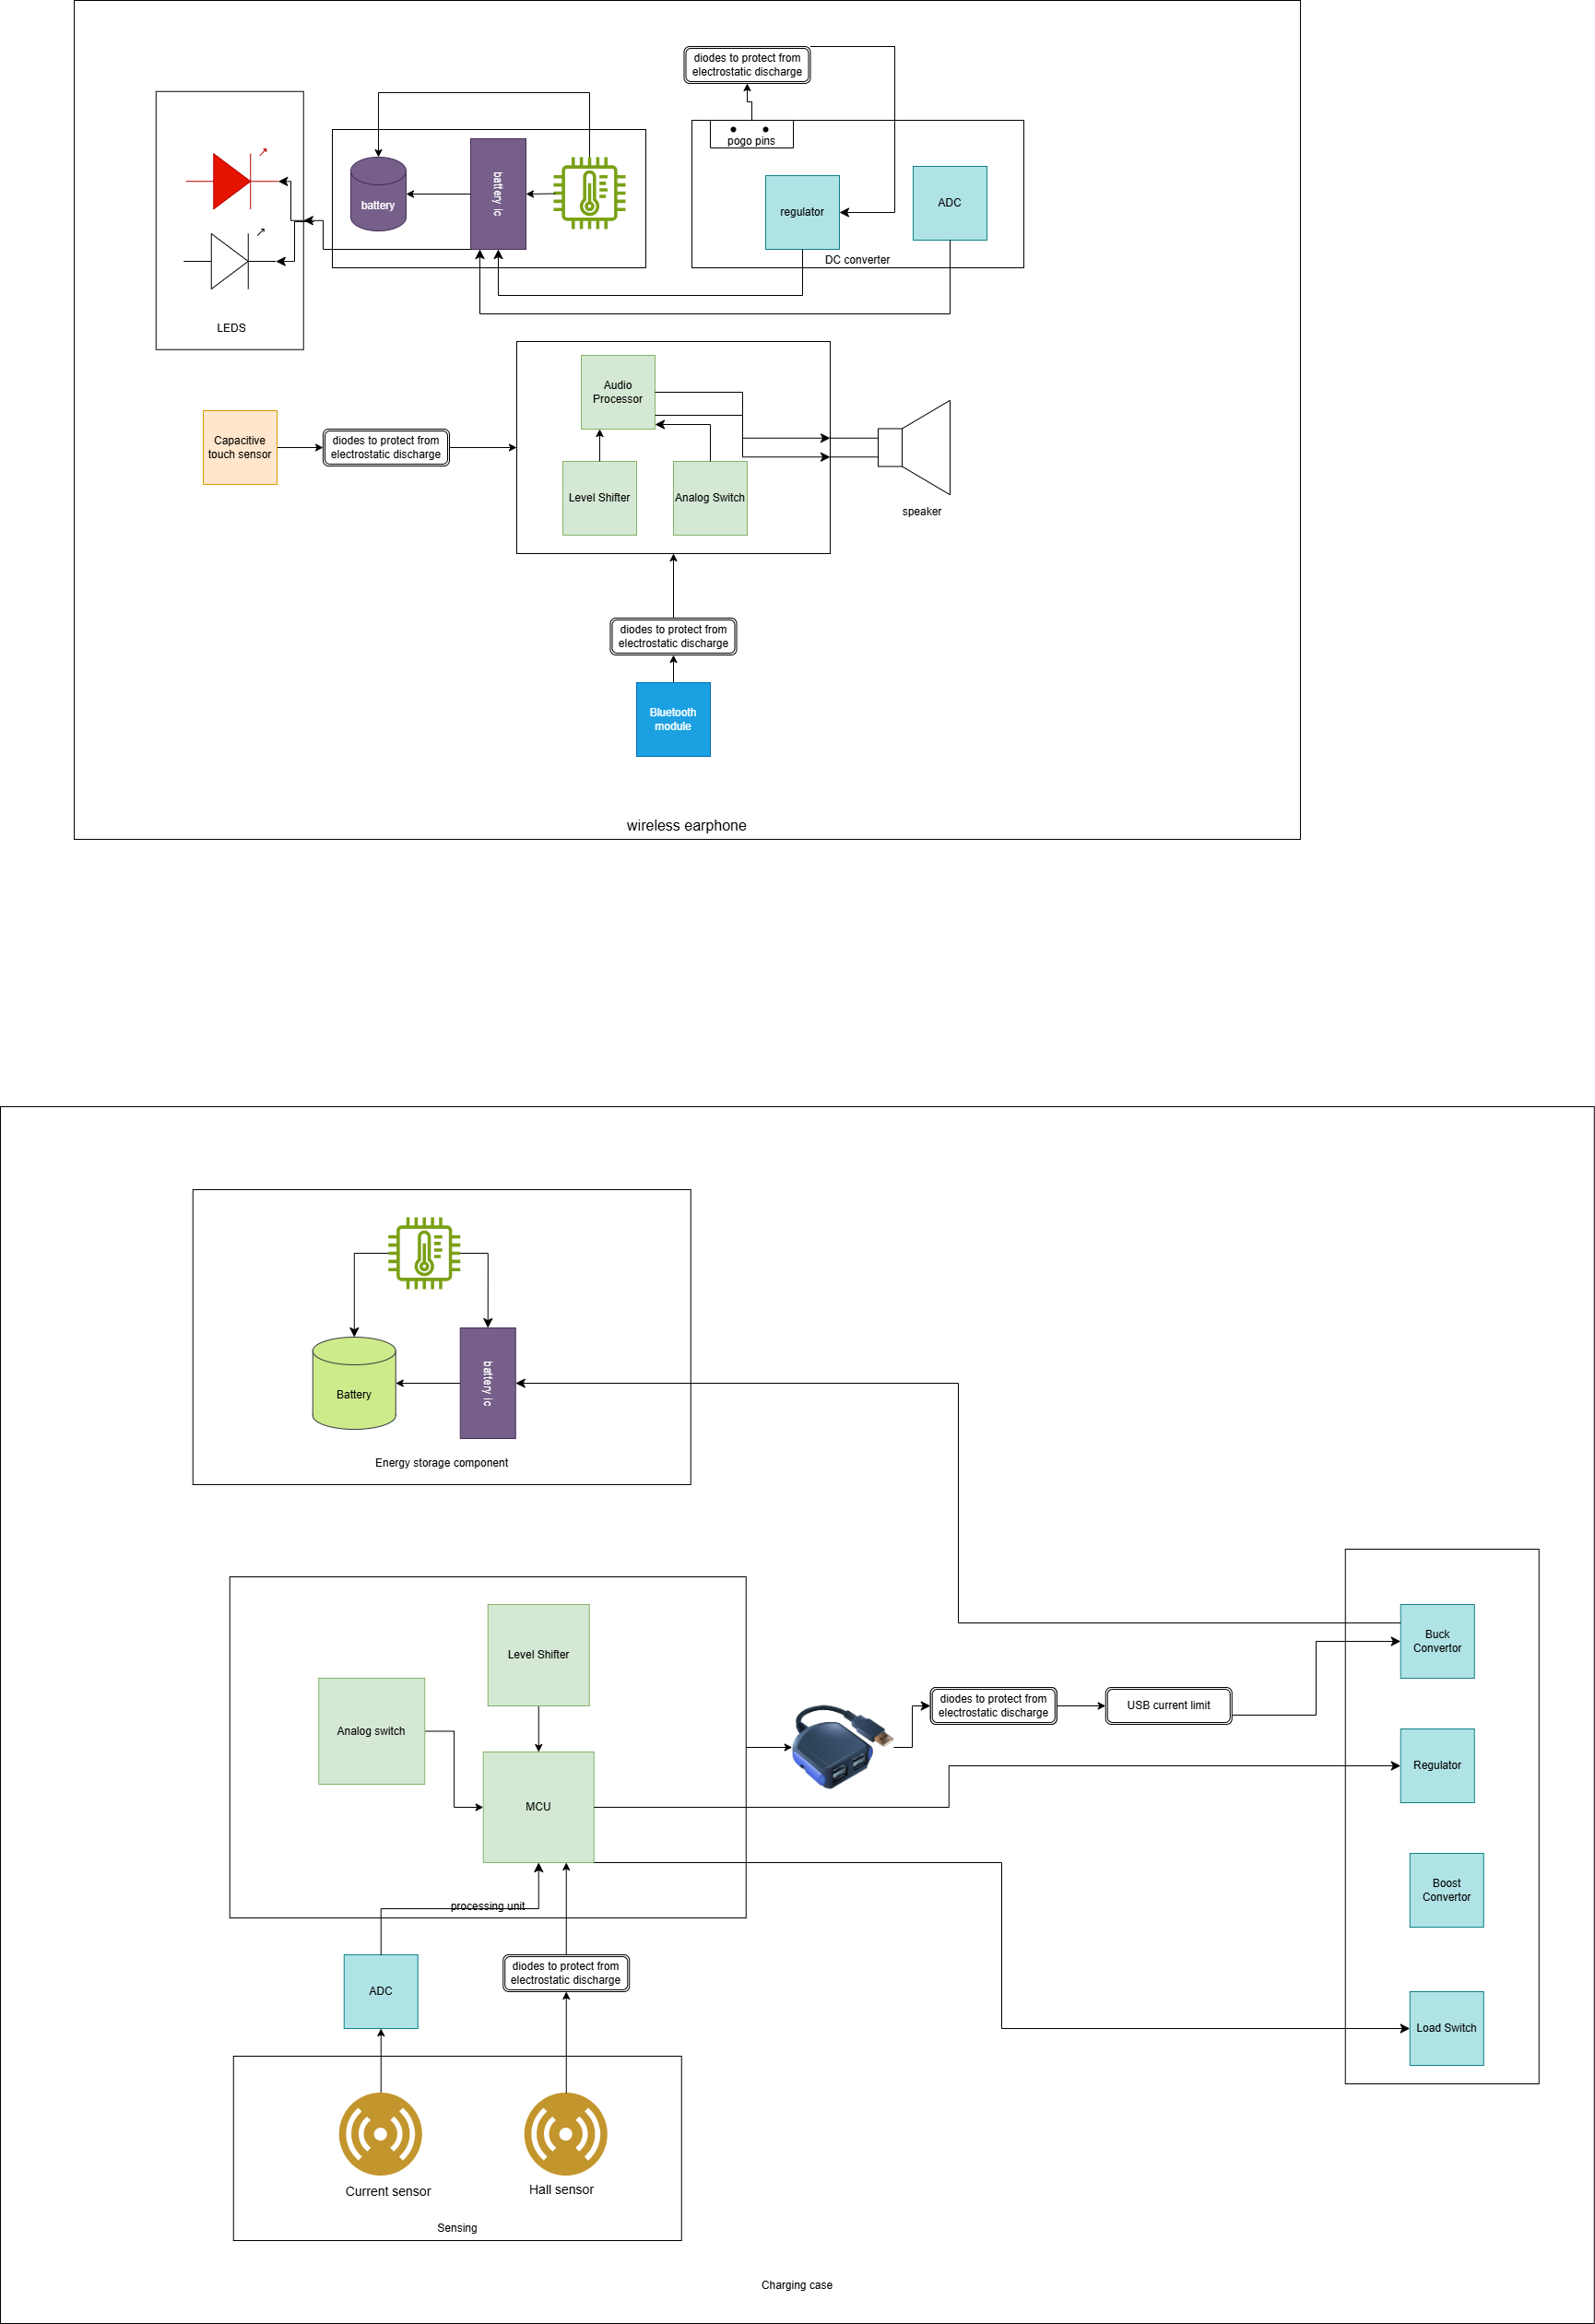 diodes to protect from
electrostatic discharge
pogo pins
battery
battery ic
regulator
ADC
DC converter
LEDS
Audio
Processor
Capacitive
touch sensor
diodes to protect from
electrostatic discharge
Level Shifter
Analog Switch
speaker
diodes to protect from
electrostatic discharge
Bluetooth
module
wireless earphone
Battery
battery ic
Energy storage component
Level Shifter
Analog switch
MCU
processing unit
diodes to protect from
electrostatic discharge
USB current limit
Buck
Convertor
Regulator
Boost
Convertor
Load Switch
ADC
diodes to protect from
electrostatic discharge
Current sensor
Hall sensor
Sensing
Charging case